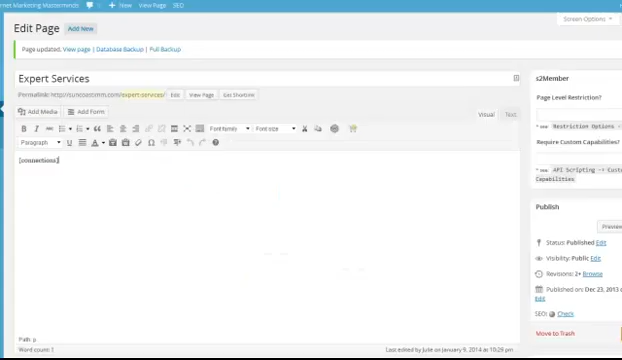 rnet Marketing Masterminds + New View Page SEO
Screen Options
Edit Page Add New
Page updated. View page | Database Backup | Full Backup
Expert Services
Permalink: http://suncoastimm.com/expert-services/ Edit View Page Get Shortlink
Add Media Add Form
Visual Text
B I ABC Font family Font size
Paragraph U A
[connections]
Path: p
Word count: 1 Last edited by Julie on January 9, 2014 at 10:29 pm
s2Member
Page Level Restriction?
Restriction Options
Require Custom Capabilities?
API Scripting -> Custo
Capabilities
Publish
Preview
Status: Published Edit
Visibility: Public Edit
Revisions: 2+ Browse
Published on: Dec 23, 2013
Edit
SEO: Check
Move to Trash